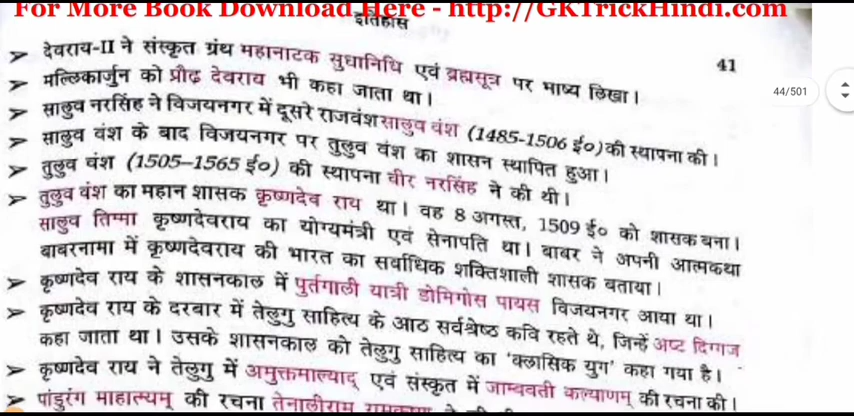 For More Book Download Here - http://GKTrickHindi.com
इतिहास
41
44/501
➢ देवराय-II ने संस्कृत ग्रंथ महानाटक सुधानिधि एवं ब्रह्मसूत्र पर भाष्य लिखा।
➢ मल्लिकार्जुन को प्रौढ़ देवराय भी कहा जाता था।
➢ सालुव नरसिंह ने विजयनगर में दूसरे राजवंश सालुव वंश (1485-1506 ई०) की स्थापना की।
➢ सालुव वंश के बाद विजयनगर पर तुलुव वंश का शासन स्थापित हुआ।
➢ तुलुव वंश (1505–1565 ई०) की स्थापना वीर नरसिंह ने की थी।
➢ तुलुव वंश का महान शासक कृष्णदेव राय था। वह 8 अगस्त, 1509 ई० को शासक बना।
सालुव तिम्मा कृष्णदेवराय का योग्यमंत्री एवं सेनापति था। बाबर ने अपनी आत्मकथा
बाबरनामा में कृष्णदेवराय की भारत का सर्वाधिक शक्तिशाली शासक बताया।
➢ कृष्णदेव राय के शासनकाल में पुर्तगाली यात्री डोमिगोस पायस विजयनगर आया था।
➢ कृष्णदेव राय के दरबार में तेलुगु साहित्य के आठ सर्वश्रेष्ठ कवि रहते थे, जिन्हें अष्ट दिग्गज
कहा जाता था। उसके शासनकाल को तेलुगु साहित्य का ‘क्लासिक युग’ कहा गया है।
➢ कृष्णदेव राय ने तेलुगु में अमुक्तमाल्याद् एवं संस्कृत में जाम्बवती कल्याणम् की रचना की।
➢ पांडुरंग माहात्म्यम् की रचना तेनालीराम रामकृष्ण ने की